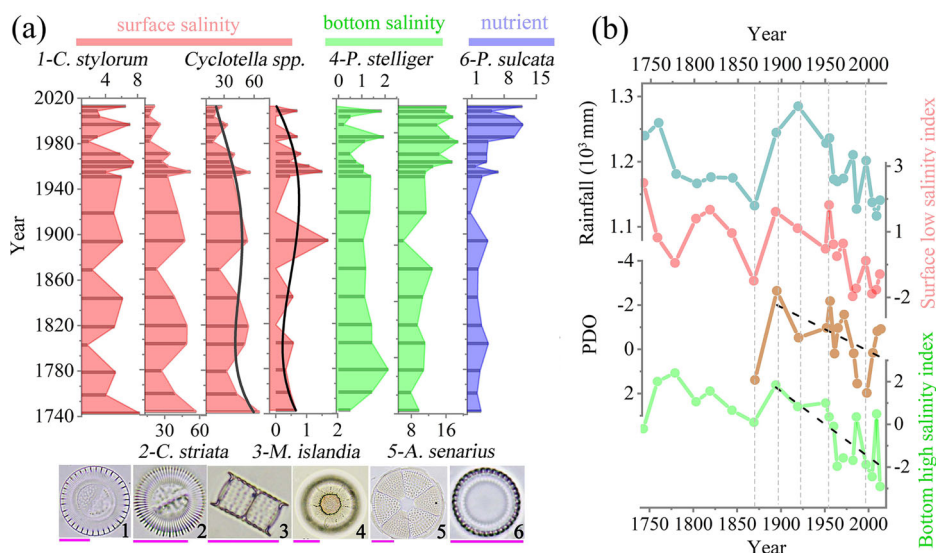 (a)
surface salinity
bottom salinity
nutrient
1-C. stylorum
Cyclotella spp.
4-P. stelliger
6-P. sulcata
0 4 8
30 60
0 1 2
1 3 15
2020
1980
1940
1900
1860
1820
1780
1740
Year
30 60
0 1
0 8 16
2-C. striata
3-M. islandia
5-A. senarius
1
2
3
4
5
6
(b)
Year
1750 1800 1850 1900 1950 2000
1.3
1.2
1.1
Rainfall (10³ mm)
-4
-2
0
2
PDO
3
1
-2
Surface low salinity index
2
0
-2
Bottom high salinity index
1750 1800 1850 1900 1950 2000
Year